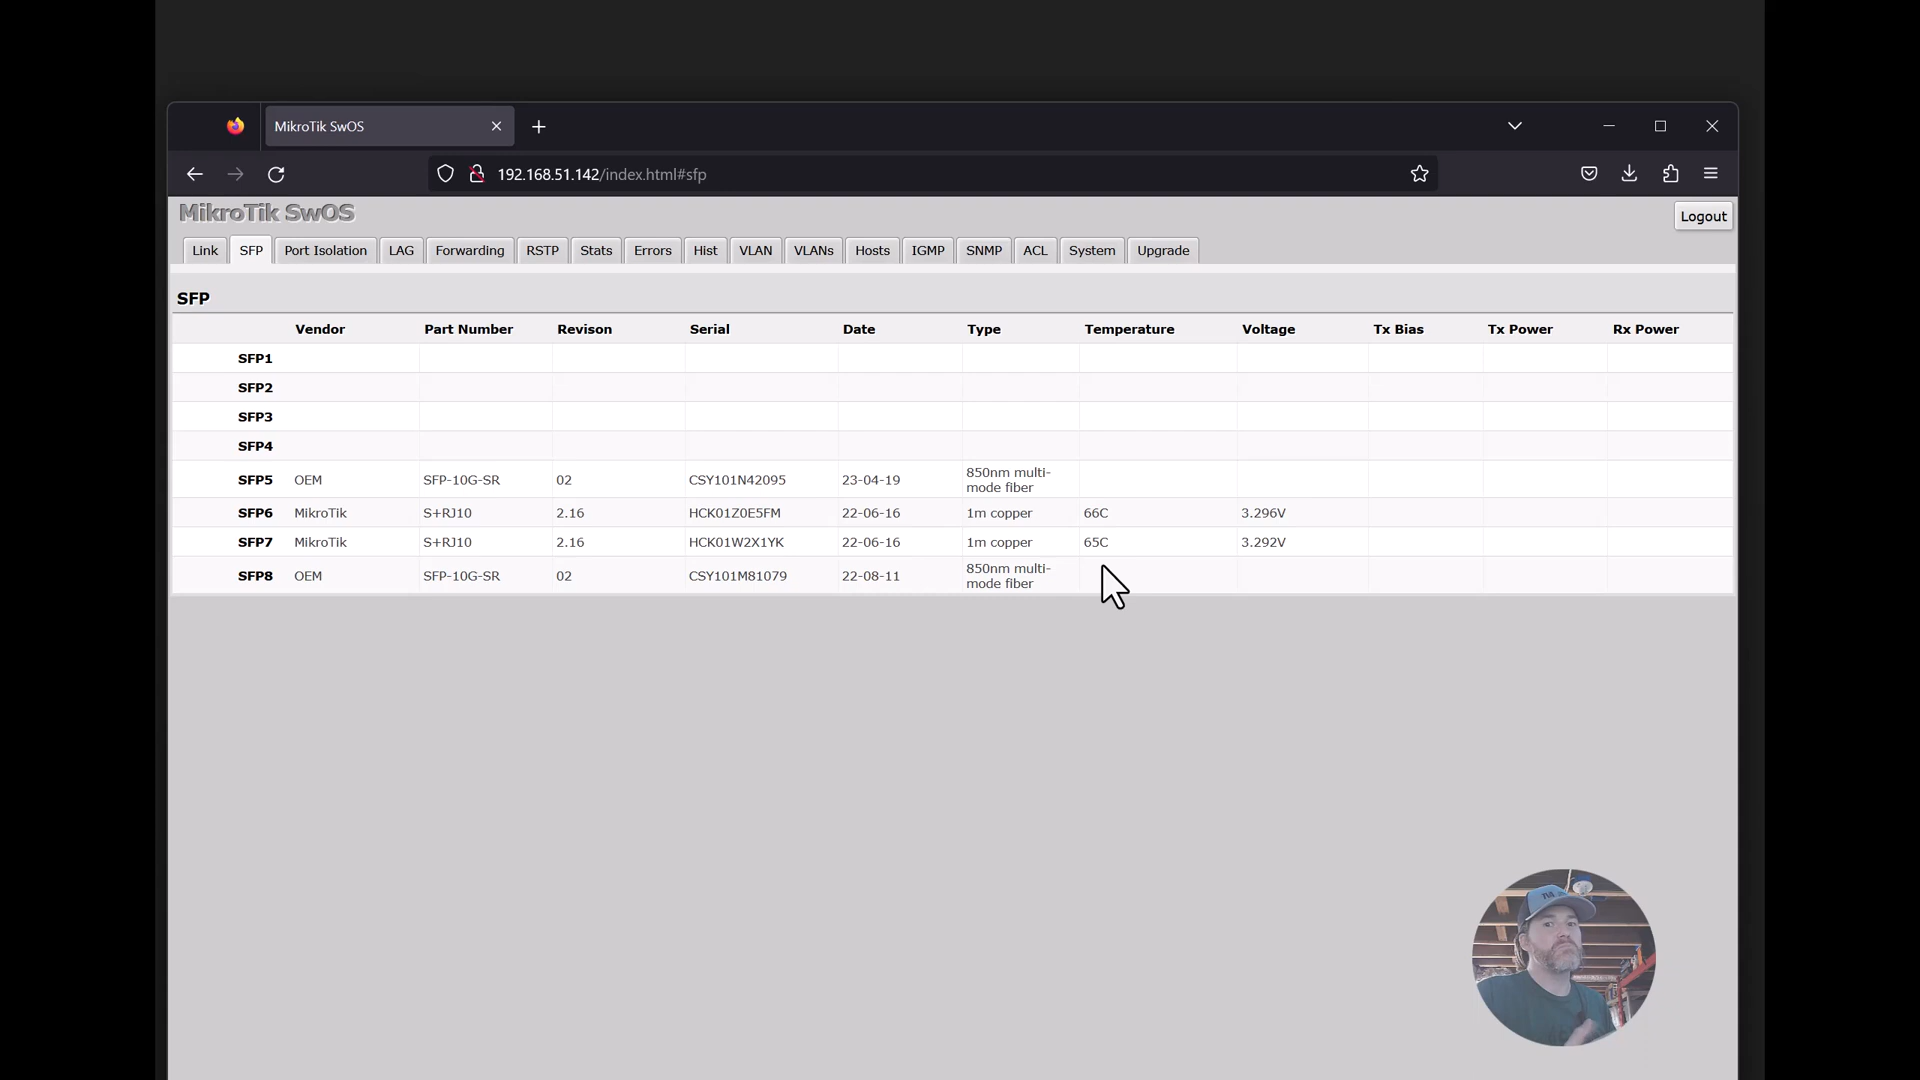 MikroTik SwOS
192.168.51.142/index.html#sfp
MikroTik SwOS
Logout
Link SFP Port Isolation LAG Forwarding RSTP Stats Errors Hist VLAN VLANs Hosts IGMP SNMP ACL System Upgrade
SFP
Vendor Part Number Revison Serial Date Type Temperature Voltage Tx Bias Tx Power Rx Power
SFP1
SFP2
SFP3
SFP4
SFP5 OEM SFP-10G-SR 02 CSY101N42095 23-04-19 850nm multi-
mode fiber
SFP6 MikroTik S+RJ10 2.16 HCK01Z0E5FM 22-06-16 1m copper 66C 3.296V
SFP7 MikroTik S+RJ10 2.16 HCK01W2X1YK 22-06-16 1m copper 65C 3.292V
SFP8 OEM SFP-10G-SR 02 CSY101M81079 22-08-11 850nm multi-
mode fiber